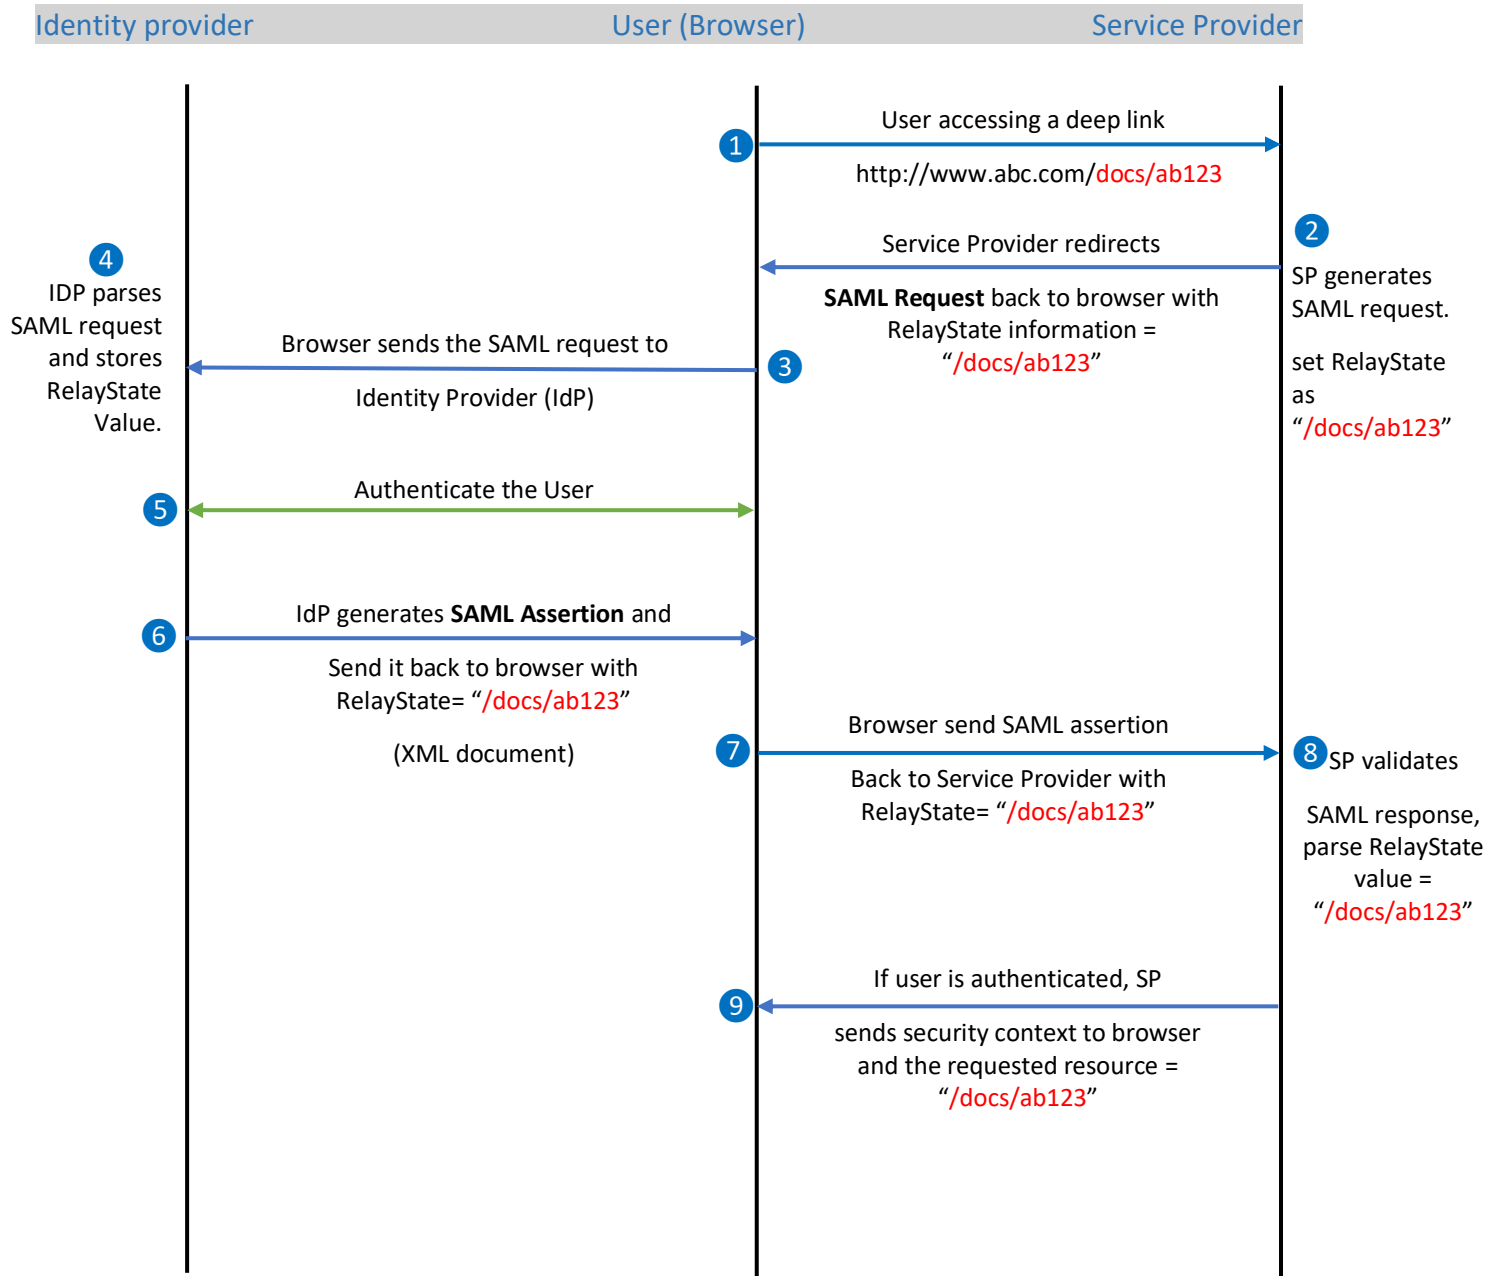 Identity provider
User (Browser)
Service Provider
1
User accessing a deep link
http://www.abc.com/docs/ab123
2
SP generates
SAML request.
set RelayState
as
“/docs/ab123”
Service Provider redirects
SAML Request back to browser with
RelayState information =
“/docs/ab123”
3
Browser sends the SAML request to
Identity Provider (IdP)
4
IDP parses
SAML request
and stores
RelayState
Value.
5
Authenticate the User
6
IdP generates SAML Assertion and
Send it back to browser with
RelayState= “/docs/ab123”
(XML document)
7
Browser send SAML assertion
Back to Service Provider with
RelayState= “/docs/ab123”
8
SP validates
SAML response,
parse RelayState
value =
“/docs/ab123”
9
If user is authenticated, SP
sends security context to browser
and the requested resource =
“/docs/ab123”